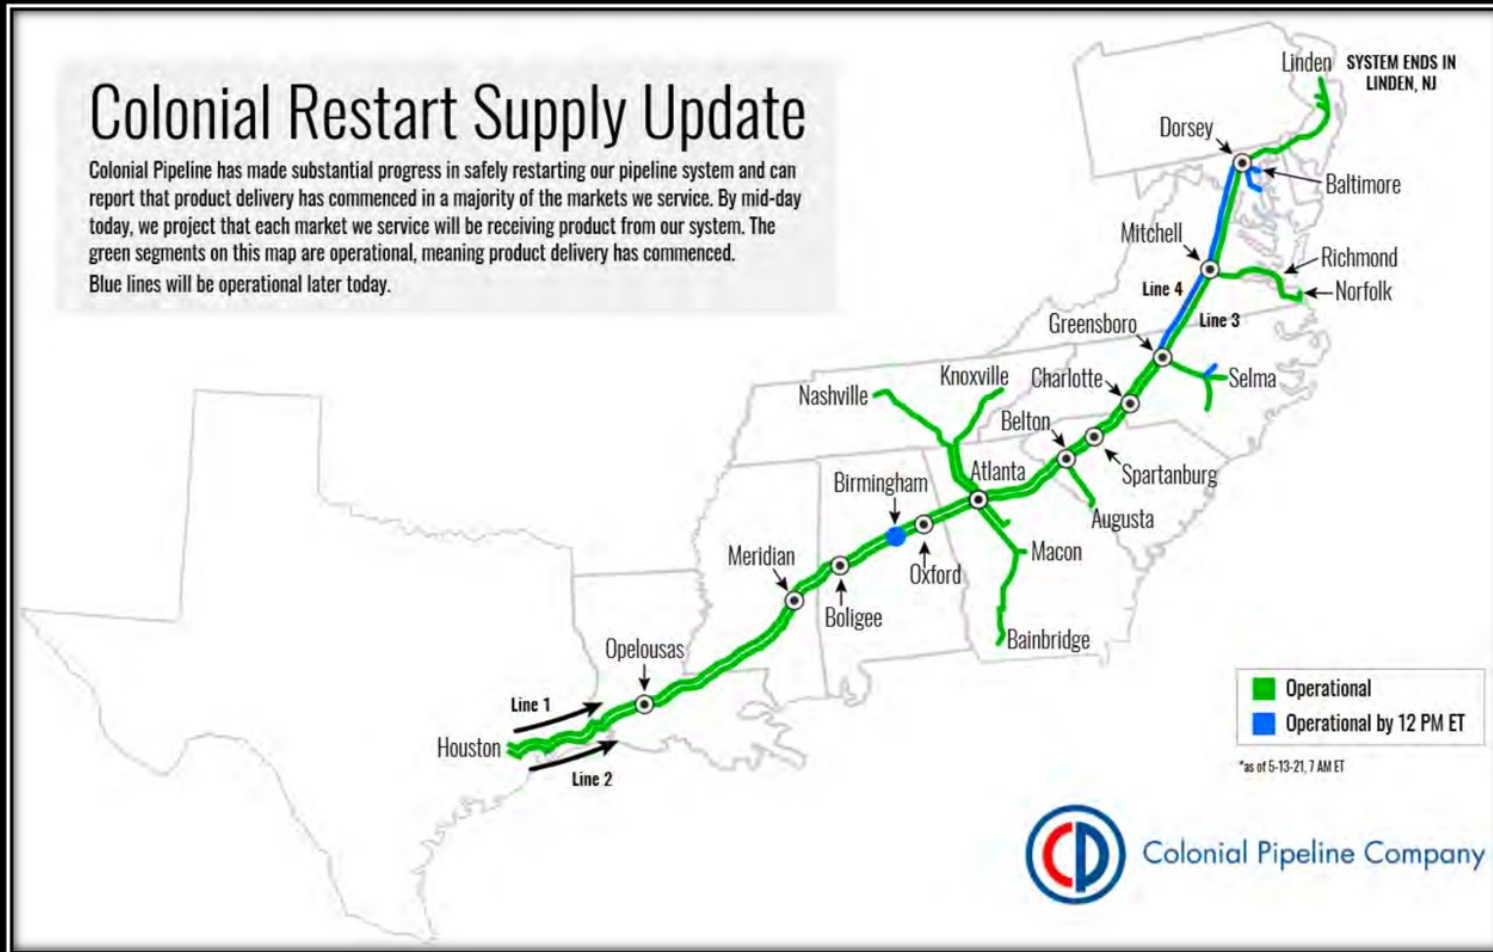 Colonial Restart Supply Update
Colonial Pipeline has made substantial progress in safely restarting our pipeline system and can
report that product delivery has commenced in a majority of the markets we service. By mid-day
today, we project that each market we service will be receiving product from our system. The
green segments on this map are operational, meaning product delivery has commenced.
Blue lines will be operational later today.
Linden
SYSTEM ENDS IN
LINDEN, NJ
Dorsey
Baltimore
Mitchell
Richmond
Line 4
Norfolk
Greensboro
Line 3
Nashville
Knoxville
Charlotte
Selma
Belton
Birmingham
Atlanta
Spartanburg
Augusta
Meridian
Oxford
Macon
Boligee
Opelousas
Bainbridge
Line 1
Houston
Line 2
Operational
Operational by 12 PM ET
*as of 5-13-21, 7 AM ET
CP
Colonial Pipeline Company